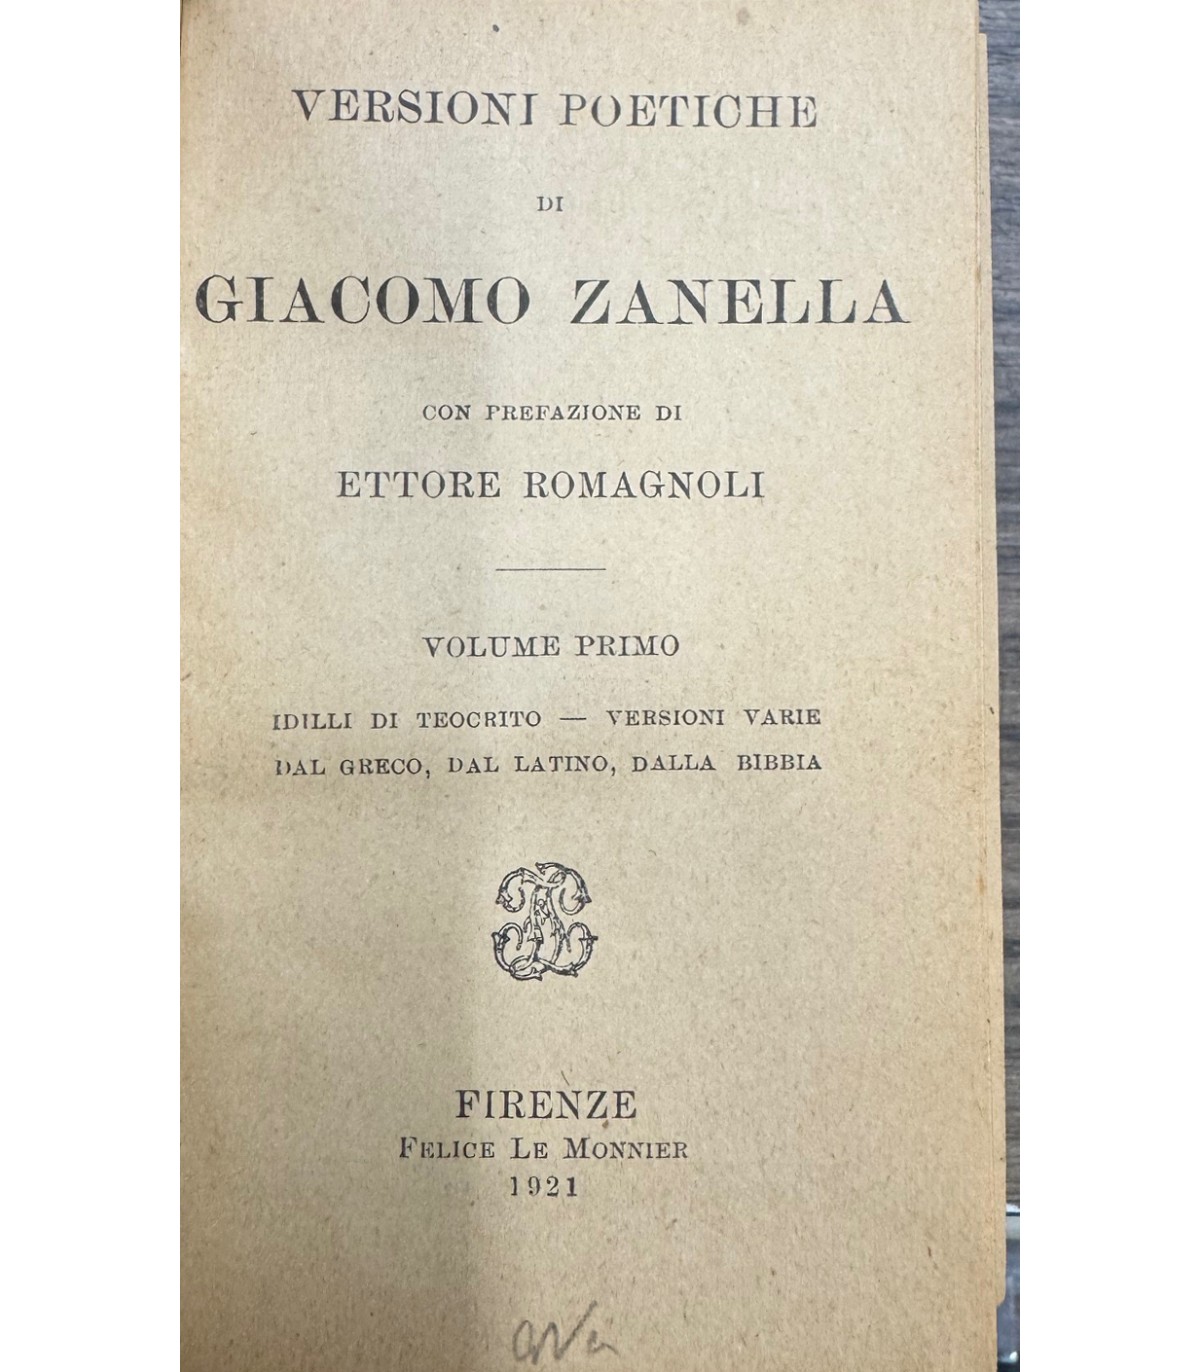 VERSIONI POETICHE
DI
GIACOMO ZANELLA
CON PREFAZIONE DI
ETTORE ROMAGNOLI
VOLUME PRIMO
IDILLI DI TEOCRITO — VERSIONI VARIE
DAL GRECO, DAL LATINO, DALLA BIBBIA
FIRENZE
FELICE LE MONNIER
1921